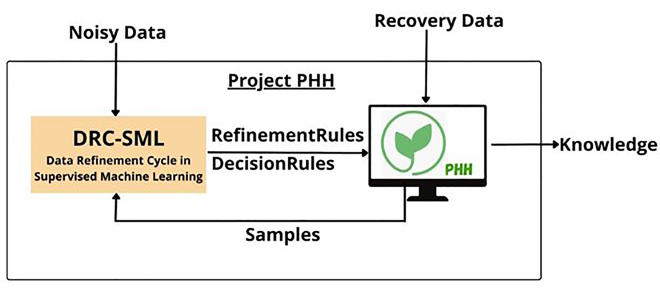 Noisy Data
Recovery Data
Project PHH
DRC-SML
Data Refinement Cycle in
Supervised Machine Learning
RefinementRules
DecisionRules
PHH
Knowledge
Samples